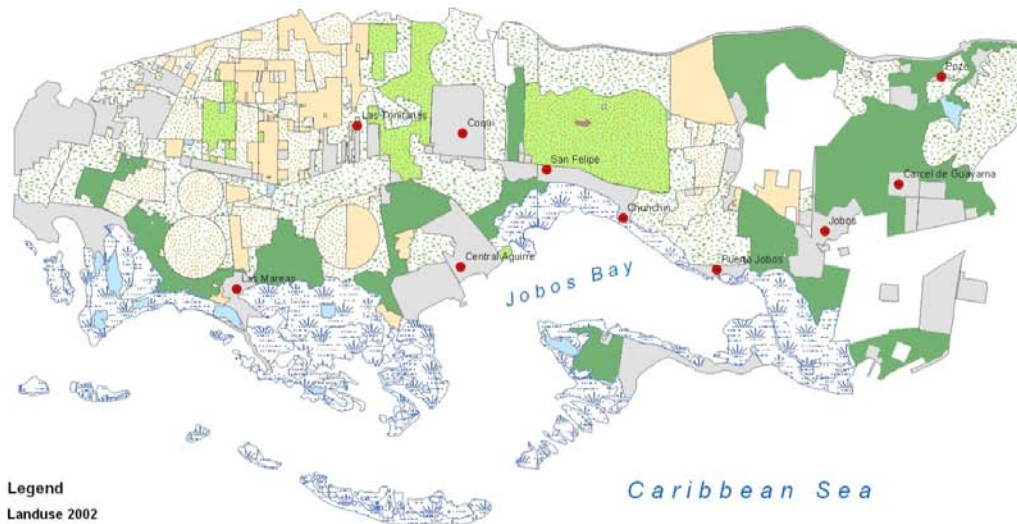 Pozo
Las Trinitarias
Coqui
San Felipe
Carcel de Guayama
Chunchin
Jobos
Central Aguirre
Puerto Jobos
Jobos Bay
Las Mareas
Legend
Caribbean Sea
Landuse 2002